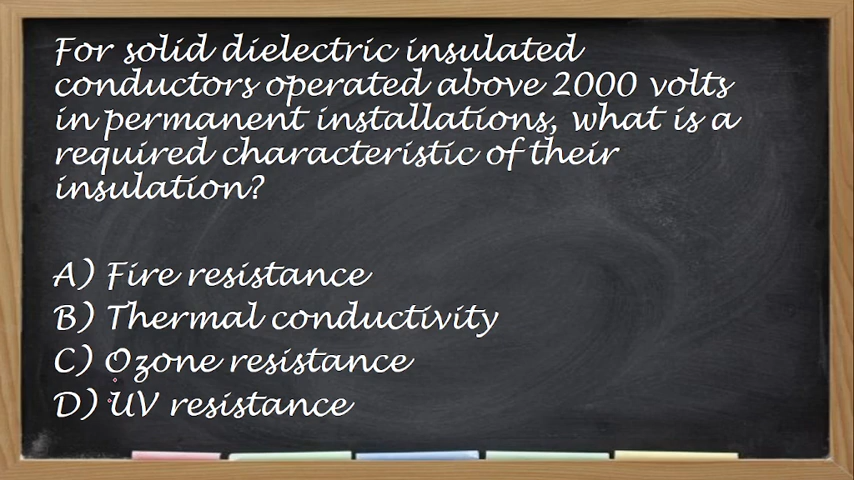 For solid dielectric insulated
conductors operated above 2000 volts
in permanent installations, what is a
required characteristic of their
insulation?
A) Fire resistance
B) Thermal conductivity
C) Ozone resistance
D) UV resistance